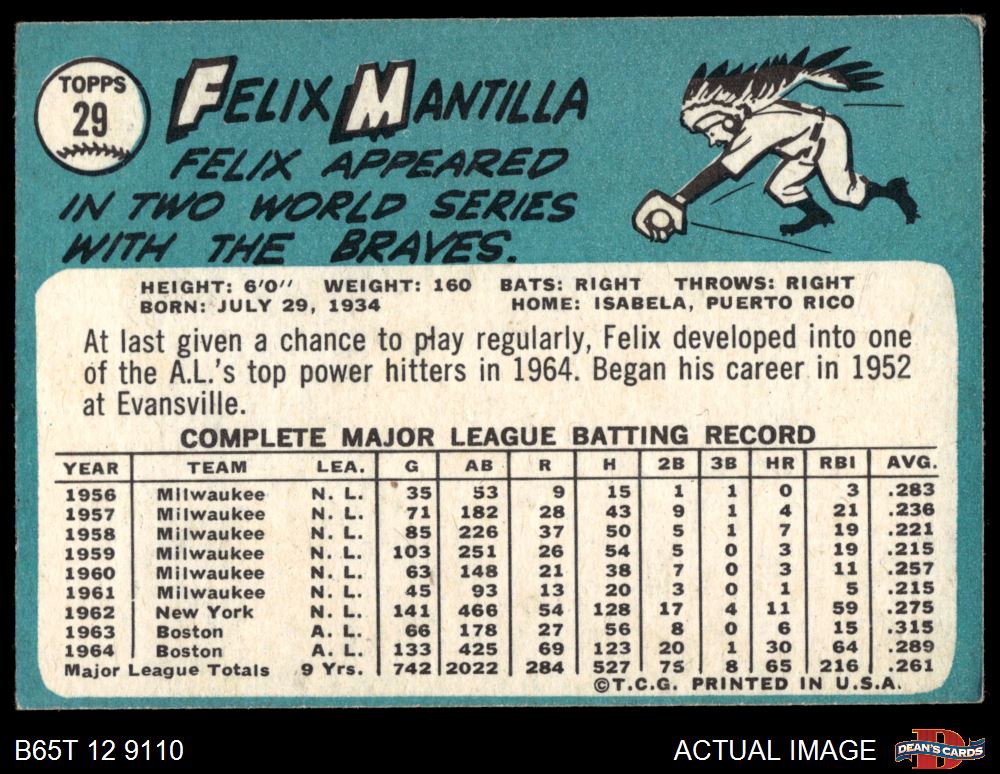 TOPPS
29
FELIX MANTILLA
FELIX APPEARED
IN TWO WORLD SERIES
WITH THE BRAVES.
HEIGHT: 6'0" WEIGHT: 160 BATS: RIGHT THROWS: RIGHT
BORN: JULY 29, 1934 HOME: ISABELA, PUERTO RICO
At last given a chance to play regularly, Felix developed into one
of the A.L.'s top power hitters in 1964. Began his career in 1952
at Evansville.
COMPLETE MAJOR LEAGUE BATTING RECORD
YEAR TEAM LEA. G AB R H 2B 3B HR RBI AVG.
1956 Milwaukee N. L. 35 53 9 15 1 1 0 3 .283
1957 Milwaukee N. L. 71 182 28 43 9 1 4 21 .236
1958 Milwaukee N. L. 85 226 37 50 5 1 7 19 .221
1959 Milwaukee N. L. 103 251 26 54 5 0 3 19 .215
1960 Milwaukee N. L. 63 148 21 38 7 0 3 11 .257
1961 Milwaukee N. L. 45 93 13 20 3 0 1 5 .215
1962 New York N. L. 141 466 54 128 17 4 11 59 .275
1963 Boston A. L. 66 178 27 56 8 0 6 15 .315
1964 Boston A. L. 133 425 69 123 20 1 30 64 .289
Major League Totals 9 Yrs. 742 2022 284 527 75 8 65 216 .261
©T.C.G. PRINTED IN U.S.A.
B65T 12 9110
ACTUAL IMAGE
D
DEAN'S CARDS